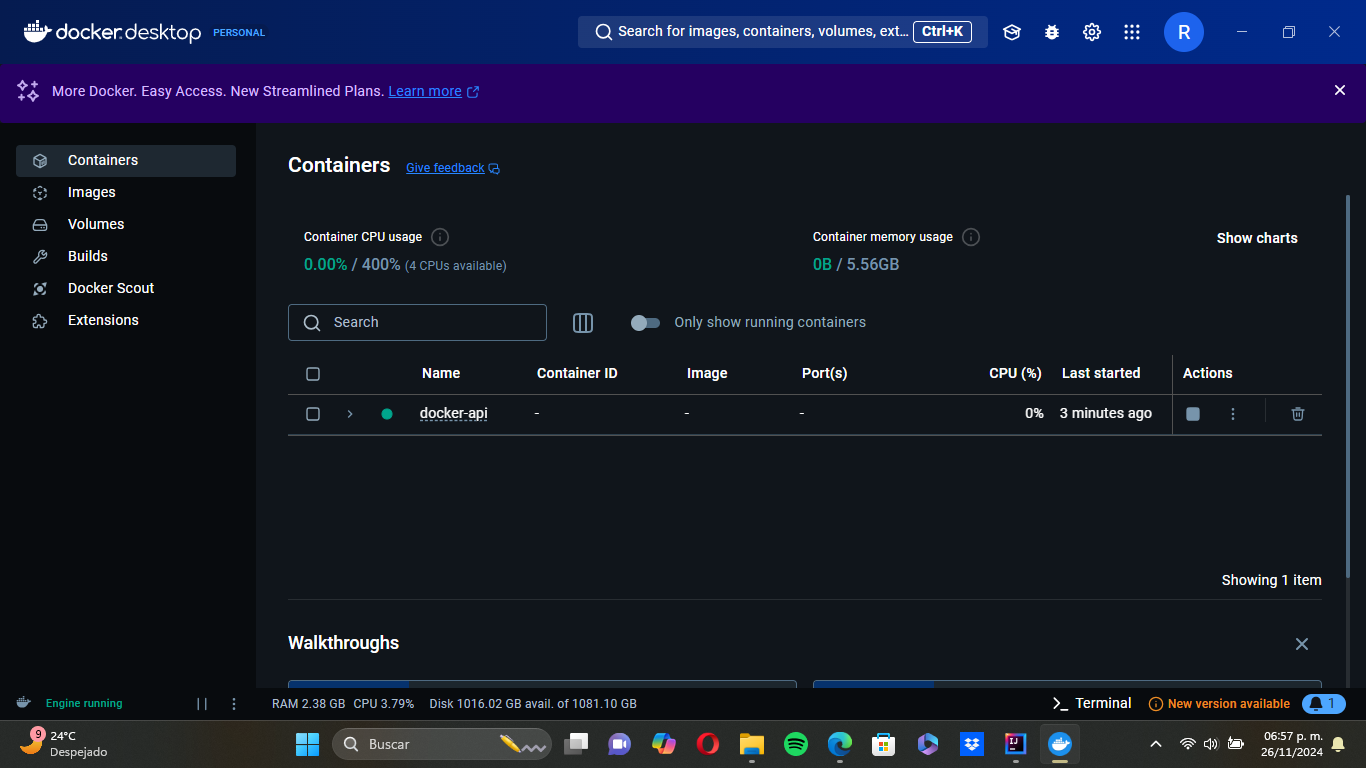 docker.desktop PERSONAL
Search for images, containers, volumes, ext... Ctrl+K
R
More Docker. Easy Access. New Streamlined Plans. Learn more
Containers
Images
Volumes
Builds
Docker Scout
Extensions
Containers Give feedback
Container CPU usage
0.00% / 400% (4 CPUs available)
Container memory usage
0B / 5.56GB
Show charts
Search
Only show running containers
Name Container ID Image Port(s) CPU (%) Last started Actions
docker-api - - - 0% 3 minutes ago
Showing 1 item
Walkthroughs
Engine running
RAM 2.38 GB CPU 3.79% Disk 1016.02 GB avail. of 1081.10 GB
Terminal
New version available
1
9
24°C
Despejado
Buscar
IJ
06:57 p. m.
26/11/2024